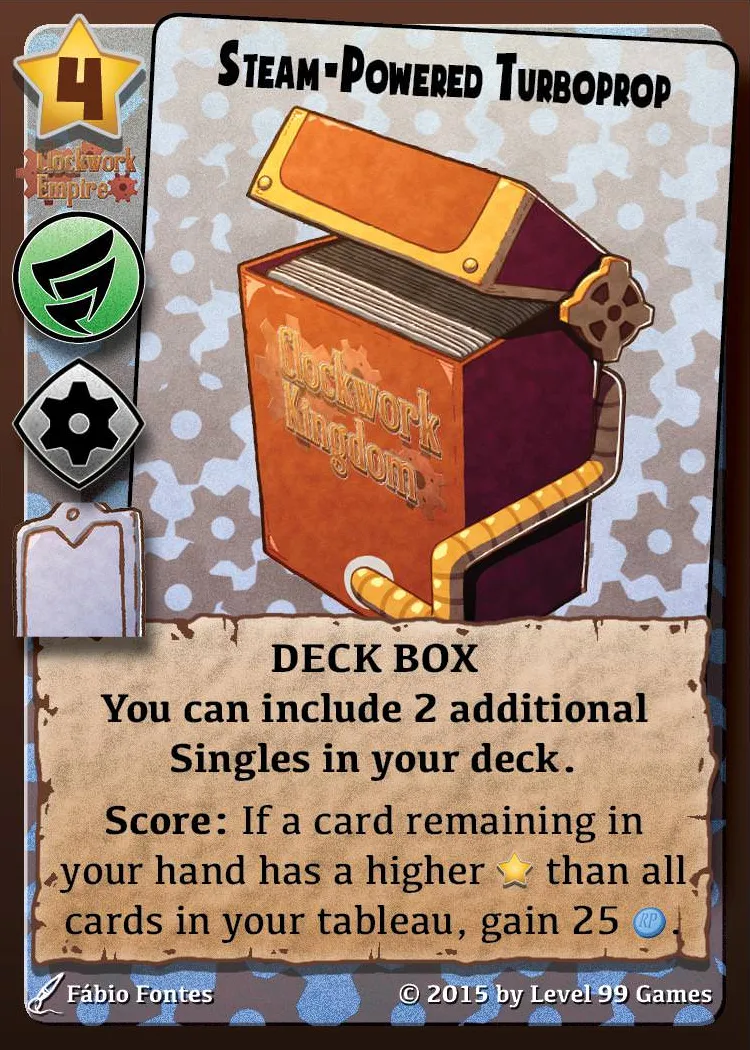 4
Steam-Powered Turboprop
Clockwork
Empire
Clockwork
Kingdom
DECK BOX
You can include 2 additional
Singles in your deck.
Score: If a card remaining in
your hand has a higher than all
cards in your tableau, gain 25 RP.
Fábio Fontes
© 2015 by Level 99 Games